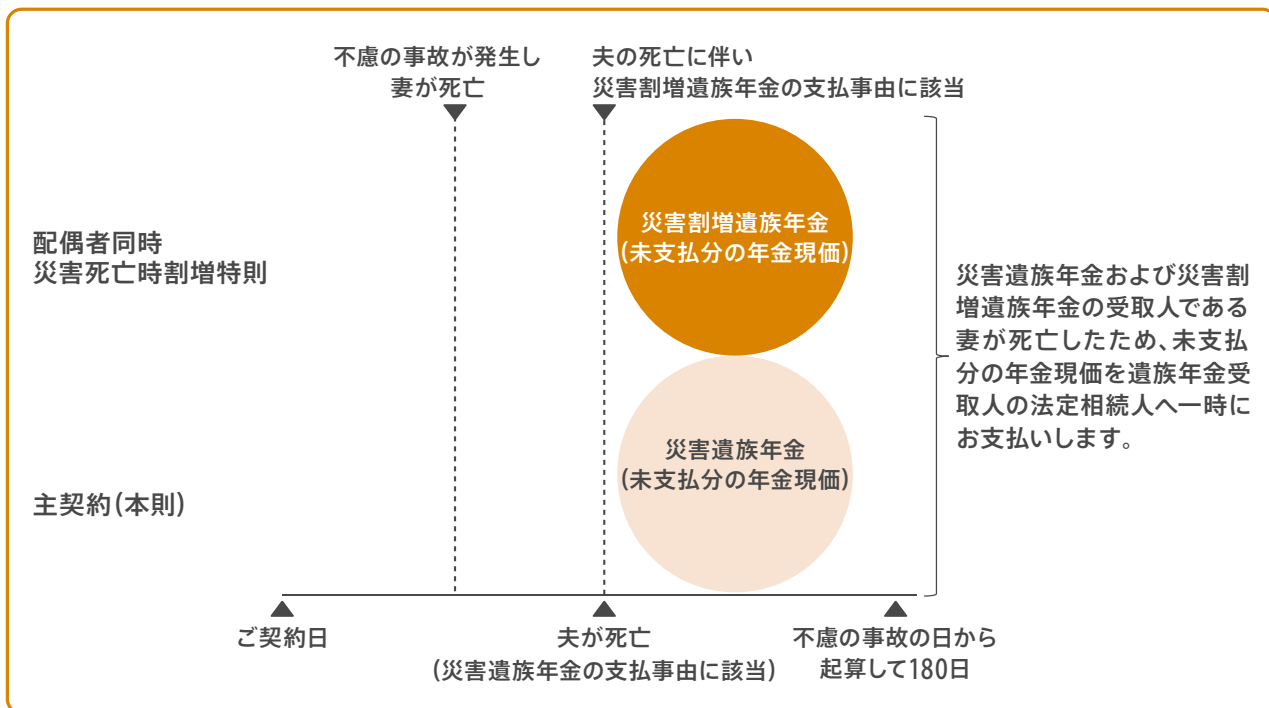 不慮の事故が発生し
妻が死亡
夫の死亡に伴い
災害割増遺族年金の支払事由に該当
配偶者同時
災害死亡時割増特則
災害割増遺族年金
(未支払分の年金現価)
災害遺族年金および災害割
増遺族年金の受取人である
妻が死亡したため、未支払
分の年金現価を遺族年金受
取人の法定相続人へ一時に
お支払いします。
主契約(本則)
災害遺族年金
(未支払分の年金現価)
ご契約日
夫が死亡
(災害遺族年金の支払事由に該当)
不慮の事故の日から
起算して180日